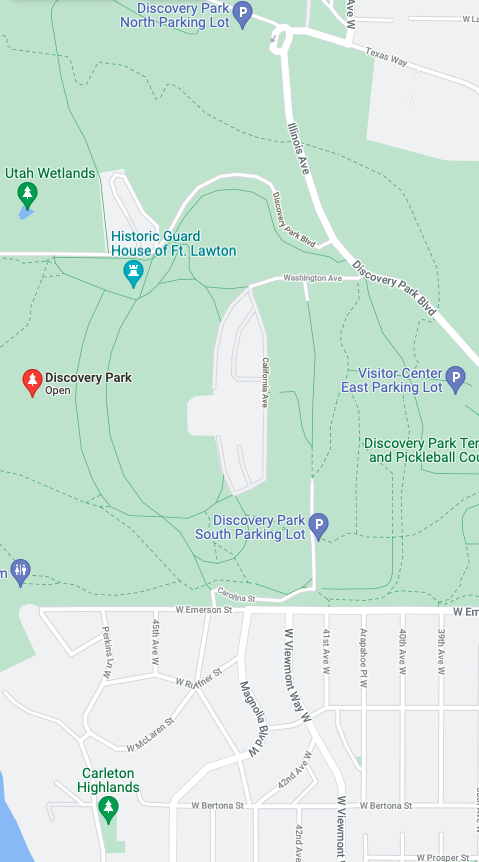 Discovery Park
North Parking Lot
P
Ave W
W La
Texas Way
Illinois Ave
Utah Wetlands
Discovery Park Blvd
Historic Guard
House of Ft. Lawton
Discovery Park Blvd
Washington Ave
Discovery Park
Open
California Ave
Visitor Center
East Parking Lot
P
Discovery Park Ten
and Pickleball Cou
Discovery Park
South Parking Lot
P
m
Carolina St
W Emerson St
W Em
Perkins Ln W
45th Ave W
W Viewmont Way W
41st Ave W
Arapahoe Pl W
40th Ave W
39th Ave W
W Ruffner St
Magnolia Blvd W
W McLaren St
42nd Ave W
Carleton
Highlands
W Bertona St
W Bertona St
42nd Ave W
W Viewmont
W Prosper St